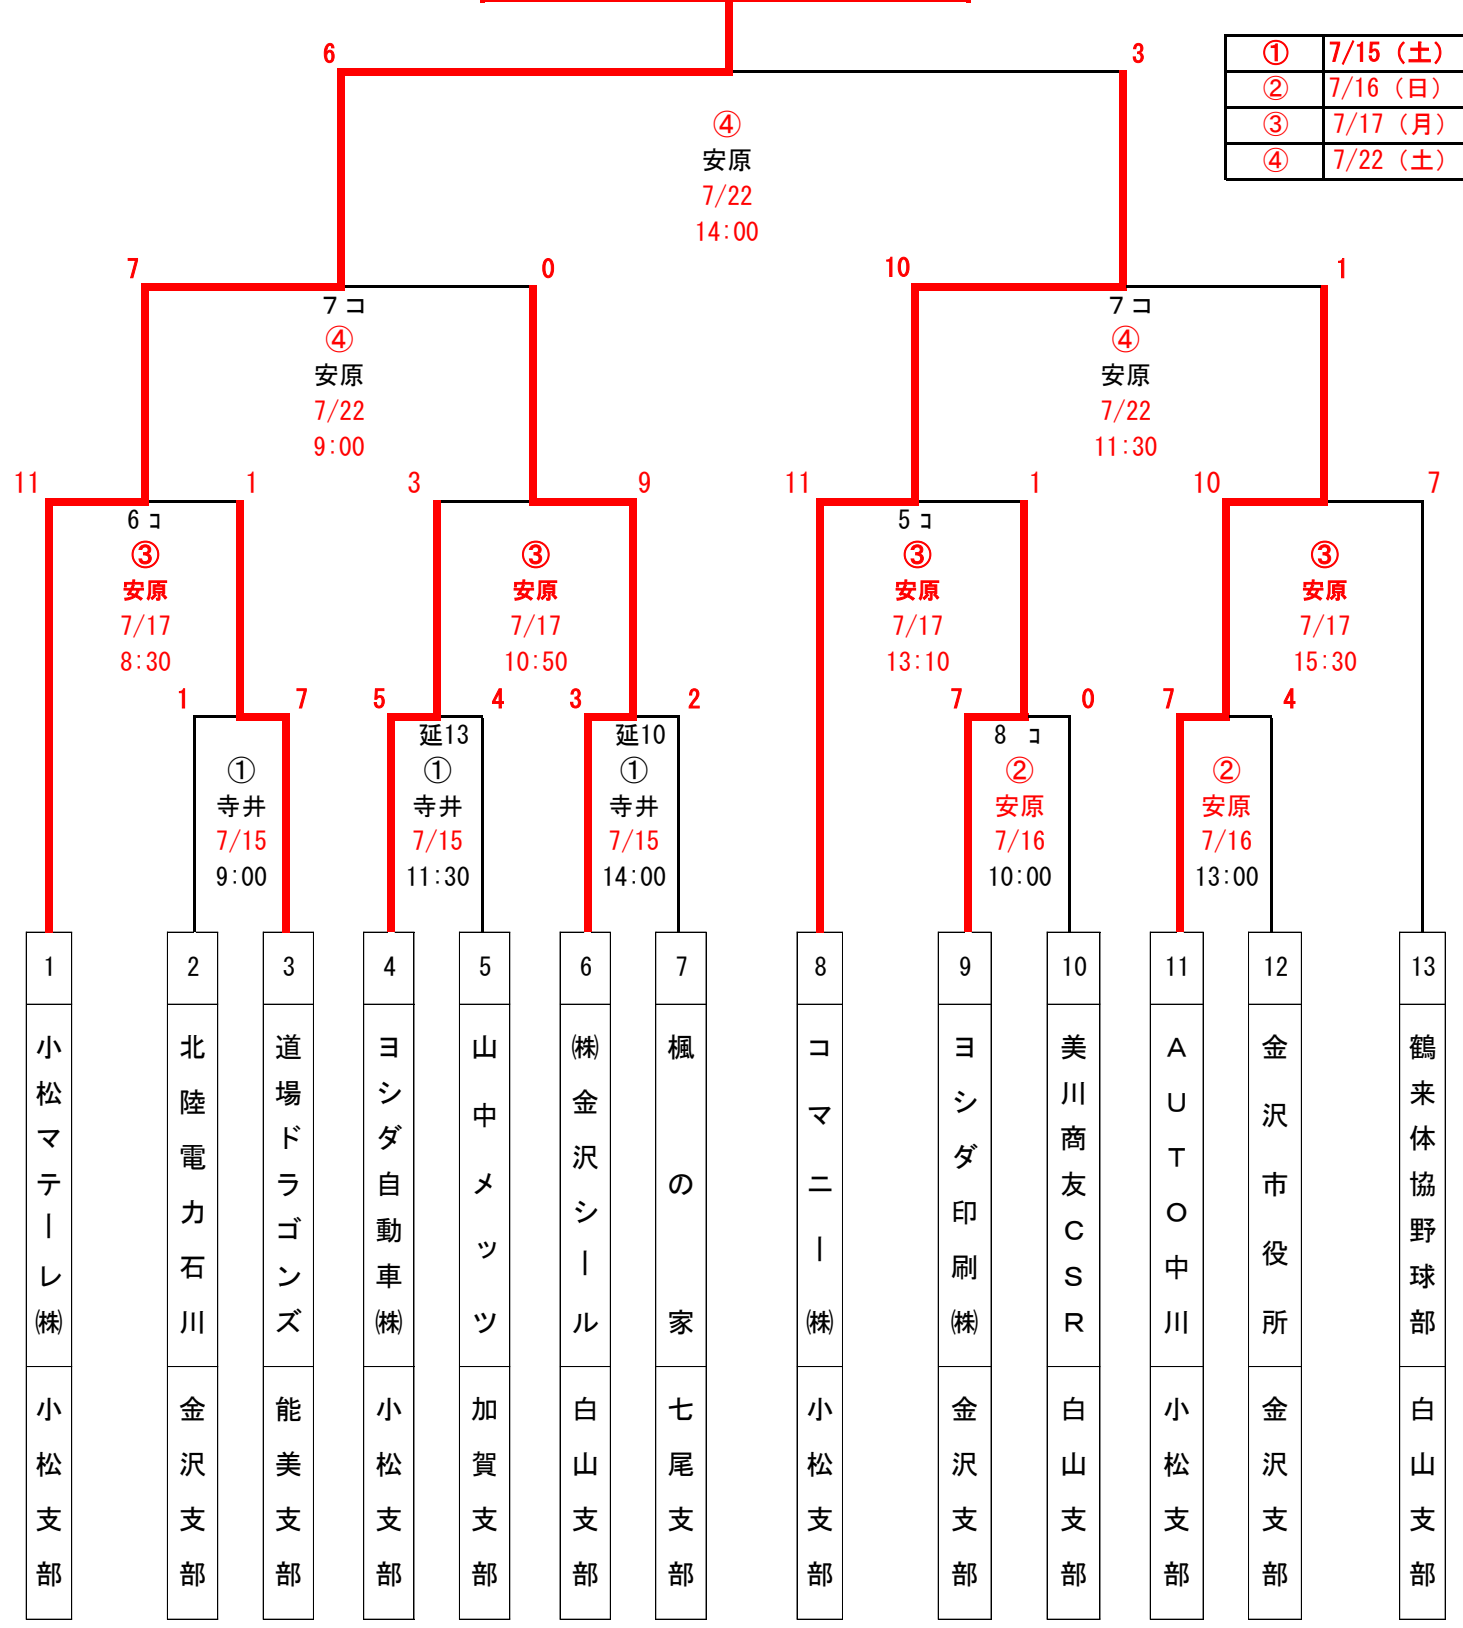 6
3
① 7/15 (土)
② 7/16 (日)
③ 7/17 (月)
④ 7/22 (土)
④
安原
7/22
14:00
7
0
10
1
7コ
④
安原
7/22
9:00
7コ
④
安原
7/22
11:30
11
1
3
9
11
1
10
7
6コ
③
安原
7/17
8:30
③
安原
7/17
10:50
5コ
③
安原
7/17
13:10
③
安原
7/17
15:30
1
7
5
4
3
2
7
0
7
4
①
寺井
7/15
9:00
延13
①
寺井
7/15
11:30
延10
①
寺井
7/15
14:00
8 コ
②
安原
7/16
10:00
②
安原
7/16
13:00
1
小松マテーレ㈱
小松支部
2
北陸電力石川
金沢支部
3
道場ドラゴンズ
能美支部
4
ヨシダ自動車㈱
小松支部
5
山中メッツ
加賀支部
6
㈱金沢シール
白山支部
7
楓の家
七尾支部
8
コマニー㈱
小松支部
9
ヨシダ印刷㈱
金沢支部
10
美川商友CSR
白山支部
11
AUTO中川
小松支部
12
金沢市役所
金沢支部
13
鶴来体協野球部
白山支部